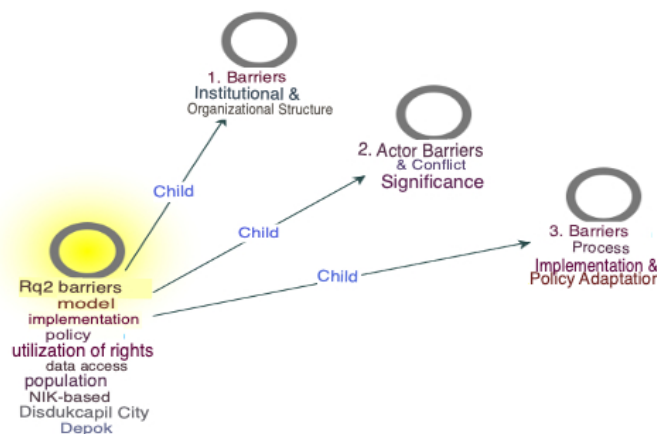 1. Barriers
Institutional &
Organizational Structure
2. Actor Barriers
& Conflict
Significance
3. Barriers
Process
Implementation &
Policy Adaptation
Child
Child
Child
Rq2 barriers
model
implementation
policy
utilization of rights
data access
population
NIK-based
Disdukcapil City
Depok